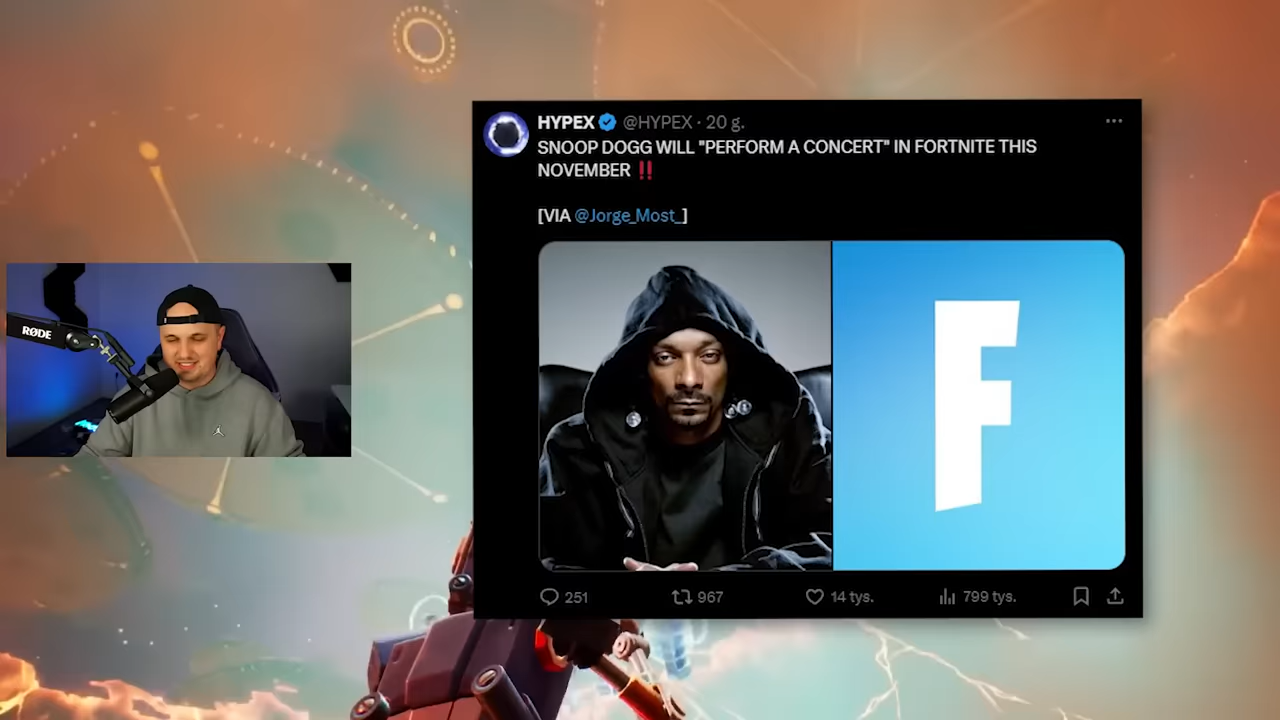 HYPEX @HYPEX · 20 g.
SNOOP DOGG WILL "PERFORM A CONCERT" IN FORTNITE THIS
NOVEMBER ‼️
[VIA @Jorge_Most_]
RØDE
F
251 967 14 tys. 799 tys.